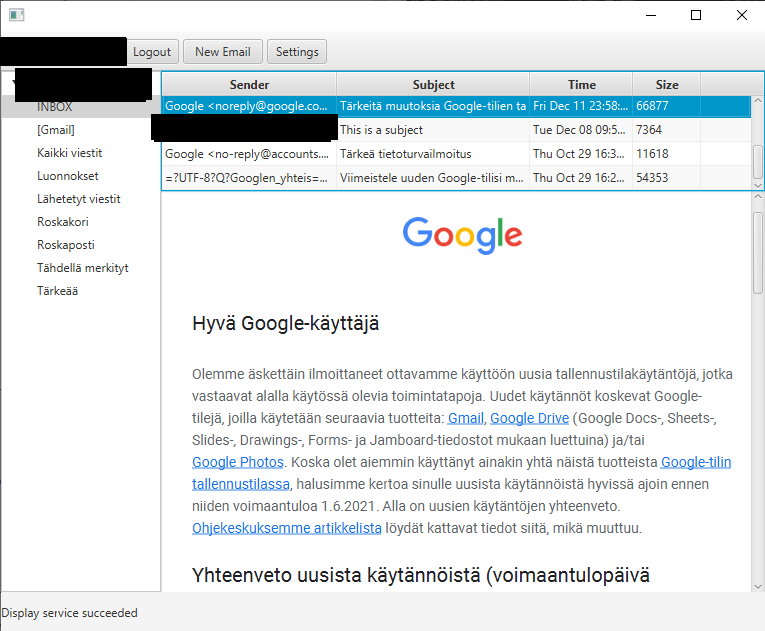 Logout New Email Settings
Sender Subject Time Size
INBOX Google <noreply@google.co... Tärkeitä muutoksia Google-tilien ta Fri Dec 11 23:58:... 66877
[Gmail] This is a subject Tue Dec 08 09:5... 7364
Kaikki viestit Google <no-reply@accounts.... Tärkeä tietoturvailmoitus Thu Oct 29 16:3... 11618
Luonnokset =?UTF-8?Q?Googlen_yhteis=... Viimeistele uuden Google-tilisi m... Thu Oct 29 16:2... 54353
Lähetetyt viestit
Roskakori
Roskaposti
Tähdellä merkityt
Tärkeää
Google
Hyvä Google-käyttäjä
Olemme äskettäin ilmoittaneet ottavamme käyttöön uusia tallennustilakäytäntöjä, jotka
vastaavat alalla käytössä olevia toimintatapoja. Uudet käytännöt koskevat Google-
tilejä, joilla käytetään seuraavia tuotteita: Gmail, Google Drive (Google Docs-, Sheets-,
Slides-, Drawings-, Forms- ja Jamboard-tiedostot mukaan luettuina) ja/tai
Google Photos. Koska olet aiemmin käyttänyt ainakin yhtä näistä tuotteista Google-tilin
tallennustilassa, halusimme kertoa sinulle uusista käytännöistä hyvissä ajoin ennen
niiden voimaantuloa 1.6.2021. Alla on uusien käytäntöjen yhteenveto.
Ohjekeskuksemme artikkelista löydät kattavat tiedot siitä, mikä muuttuu.
Yhteenveto uusista käytännöistä (voimaantulopäivä
Display service succeeded